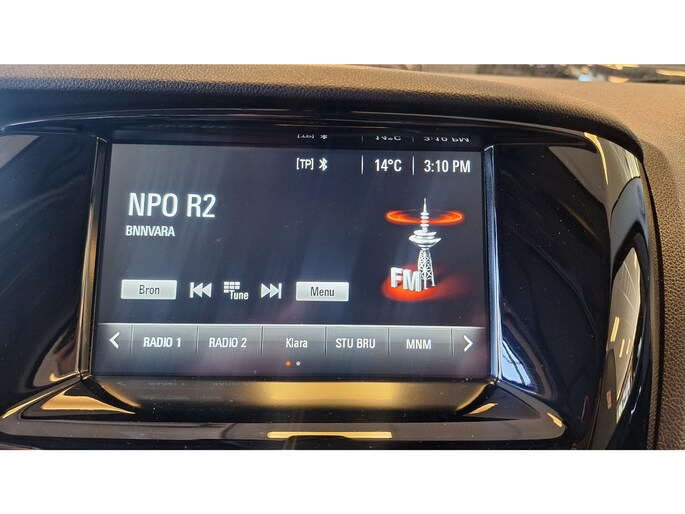 [TP] 14°C 3:10 PM
NPO R2
BNNVARA
FM
Bron Tune Menu
RADIO 1 RADIO 2 Klara STU BRU MNM